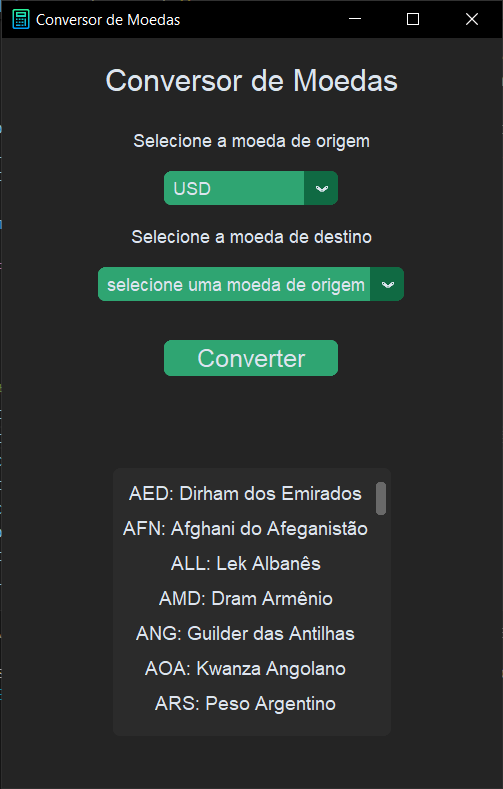 Conversor de Moedas
Conversor de Moedas
Selecione a moeda de origem
USD
Selecione a moeda de destino
selecione uma moeda de origem
Converter
AED: Dirham dos Emirados
AFN: Afghani do Afeganistão
ALL: Lek Albanês
AMD: Dram Armênio
ANG: Guilder das Antilhas
AOA: Kwanza Angolano
ARS: Peso Argentino